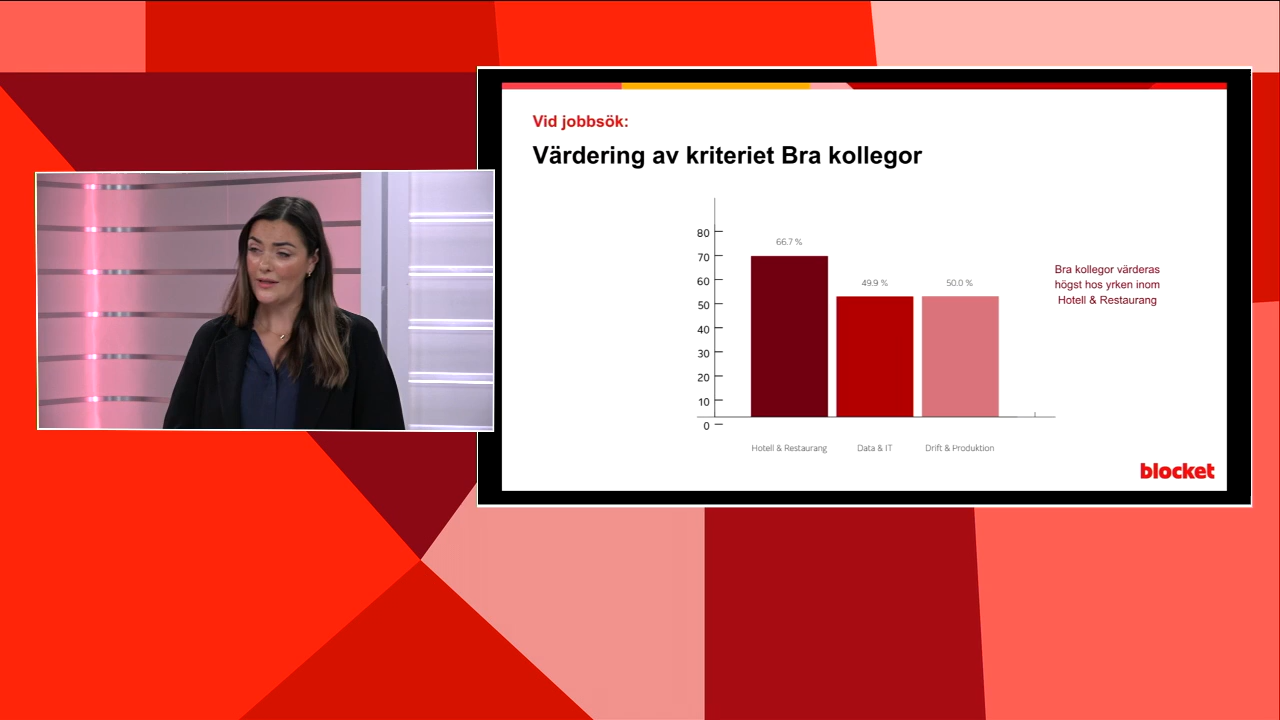 Vid jobbsök:
Värdering av kriteriet Bra kollegor
80
70
60
50
40
30
20
10
0
66.7 %
49.9 %
50.0 %
Hotell & Restaurang
Data & IT
Drift & Produktion
Bra kollegor värderas
högst hos yrken inom
Hotell & Restaurang
blocket